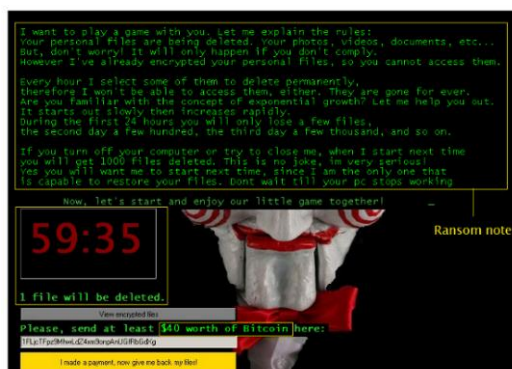 I want to play a game with you. Let me explain the rules:
Your personal files are being deleted. Your photos, videos, documents, etc...
But, don't worry! It will only happen if you don't comply.
However I've already encrypted your personal files, so you cannot access them.
Every hour I select some of them to delete permanently,
therefore I won't be able to access them, either. They are gone for ever.
Are you familiar with the concept of exponential growth? Let me help you out.
It starts out slowly then increases rapidly.
During the first 24 hours you will only lose a few files,
the second day a few hundred, the third day a few thousand, and so on.
If you turn off your computer or try to close me, when I start next time
you will get 1000 files deleted. This is no joke, im very serious!
Yes you will want me to start next time, since I am the only one that
is capable to restore your files. Dont wait till your pc stops working
Now, let's start and enjoy our little game together!
Ransom note
59:35
1 file will be deleted.
View encrypted files
Please, send at least $40 worth of Bitcoin here:
I made a payment, now give me back my files!